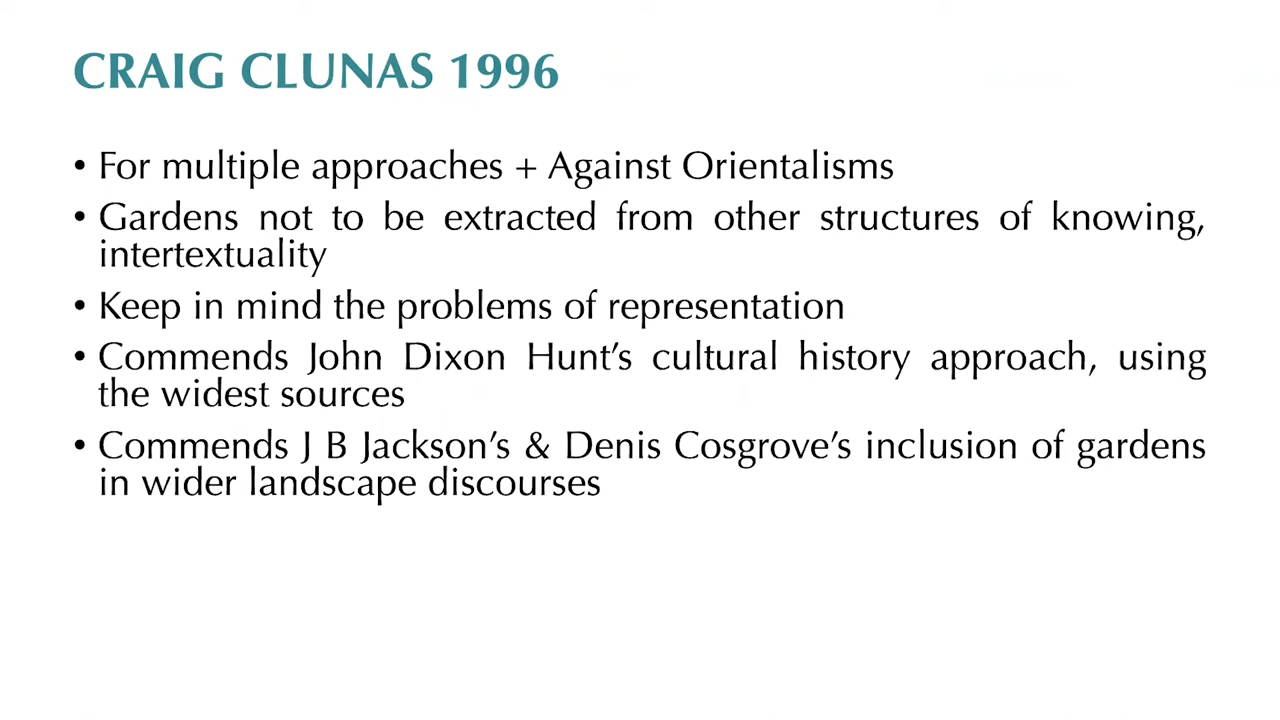 CRAIG CLUNAS 1996
• For multiple approaches + Against Orientalisms
• Gardens not to be extracted from other structures of knowing,
intertextuality
• Keep in mind the problems of representation
• Commends John Dixon Hunt’s cultural history approach, using
the widest sources
• Commends J B Jackson’s & Denis Cosgrove’s inclusion of gardens
in wider landscape discourses